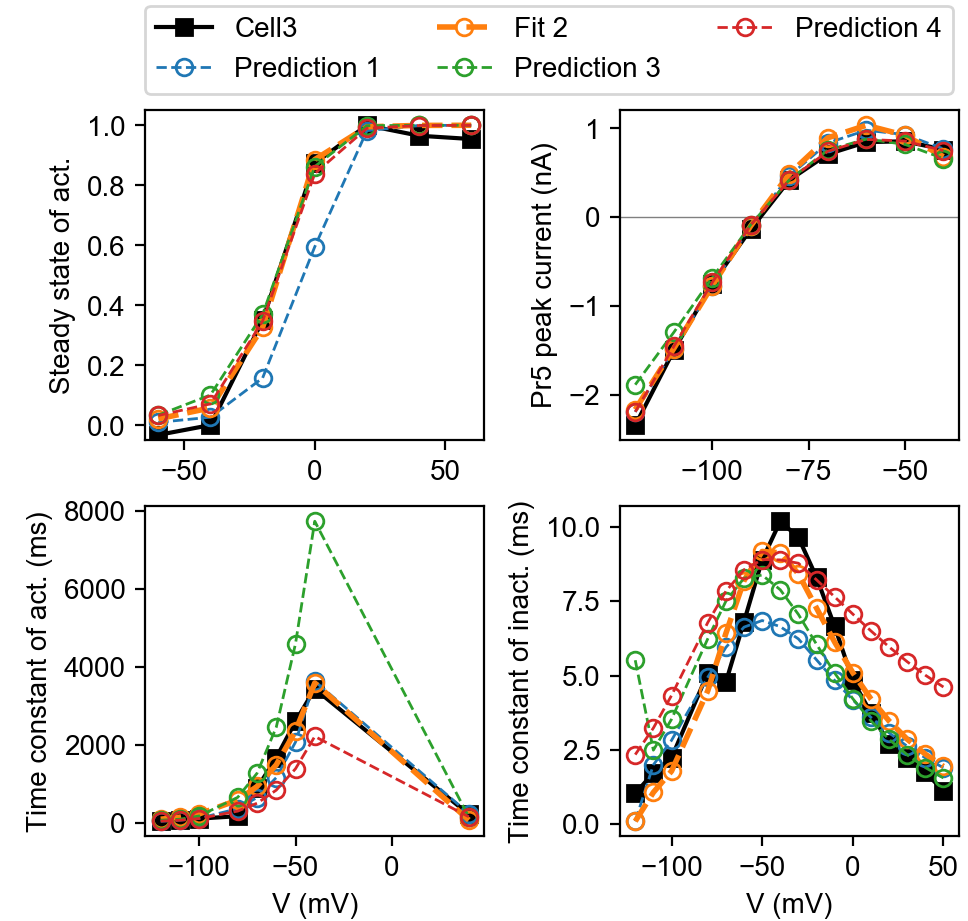 Cell3 Fit 2 Prediction 4
Prediction 1 Prediction 3
Steady state of act.
1.0
0.8
0.6
0.4
0.2
0.0
−50 0 50
Pr5 peak current (nA)
1
0
−1
−2
−100 −75 −50
Time constant of act. (ms)
8000
6000
4000
2000
0
−100 −50 0
V (mV)
Time constant of inact. (ms)
10.0
7.5
5.0
2.5
0.0
−100 −50 0 50
V (mV)